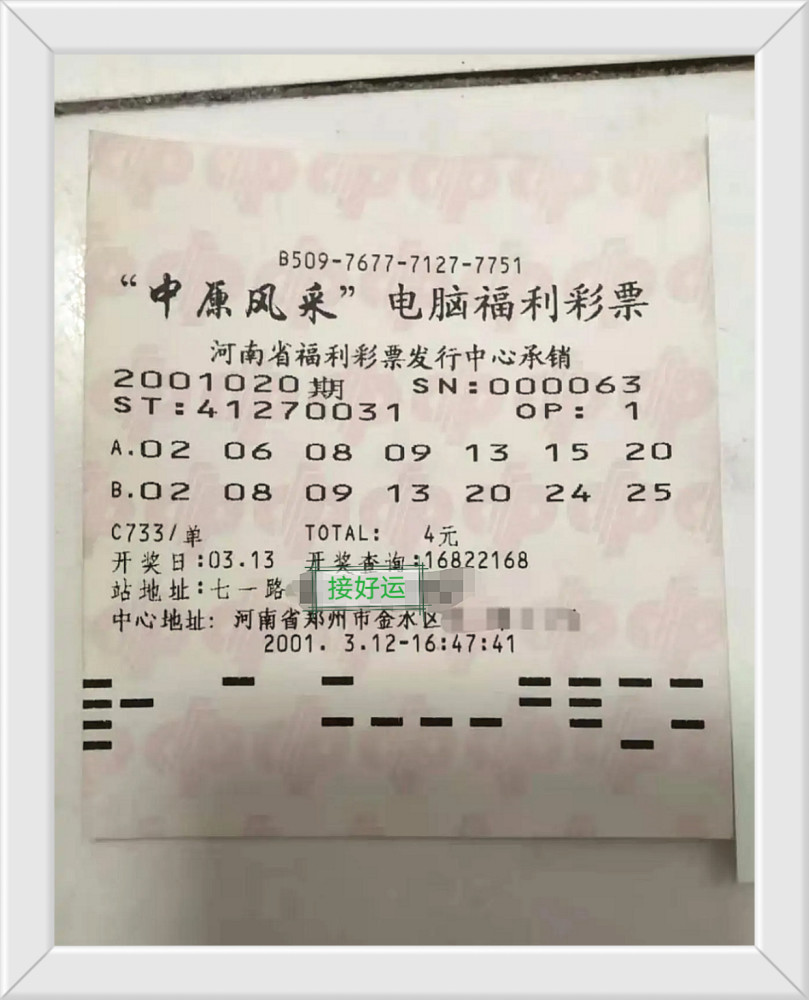 B509-7677-7127-7751
“中原风采”电脑福利彩票
河南省福利彩票发行中心承销
2001020期 SN:000063
ST:41270031 OP: 1
A.02 06 08 09 13 15 20
B.02 08 09 13 20 24 25
C733/单 TOTAL: 4元
开奖日:03.13 开奖查询:16822168
站地址:七一路
接好运
中心地址: 河南省郑州市金水区
2001. 3.12-16:47:41